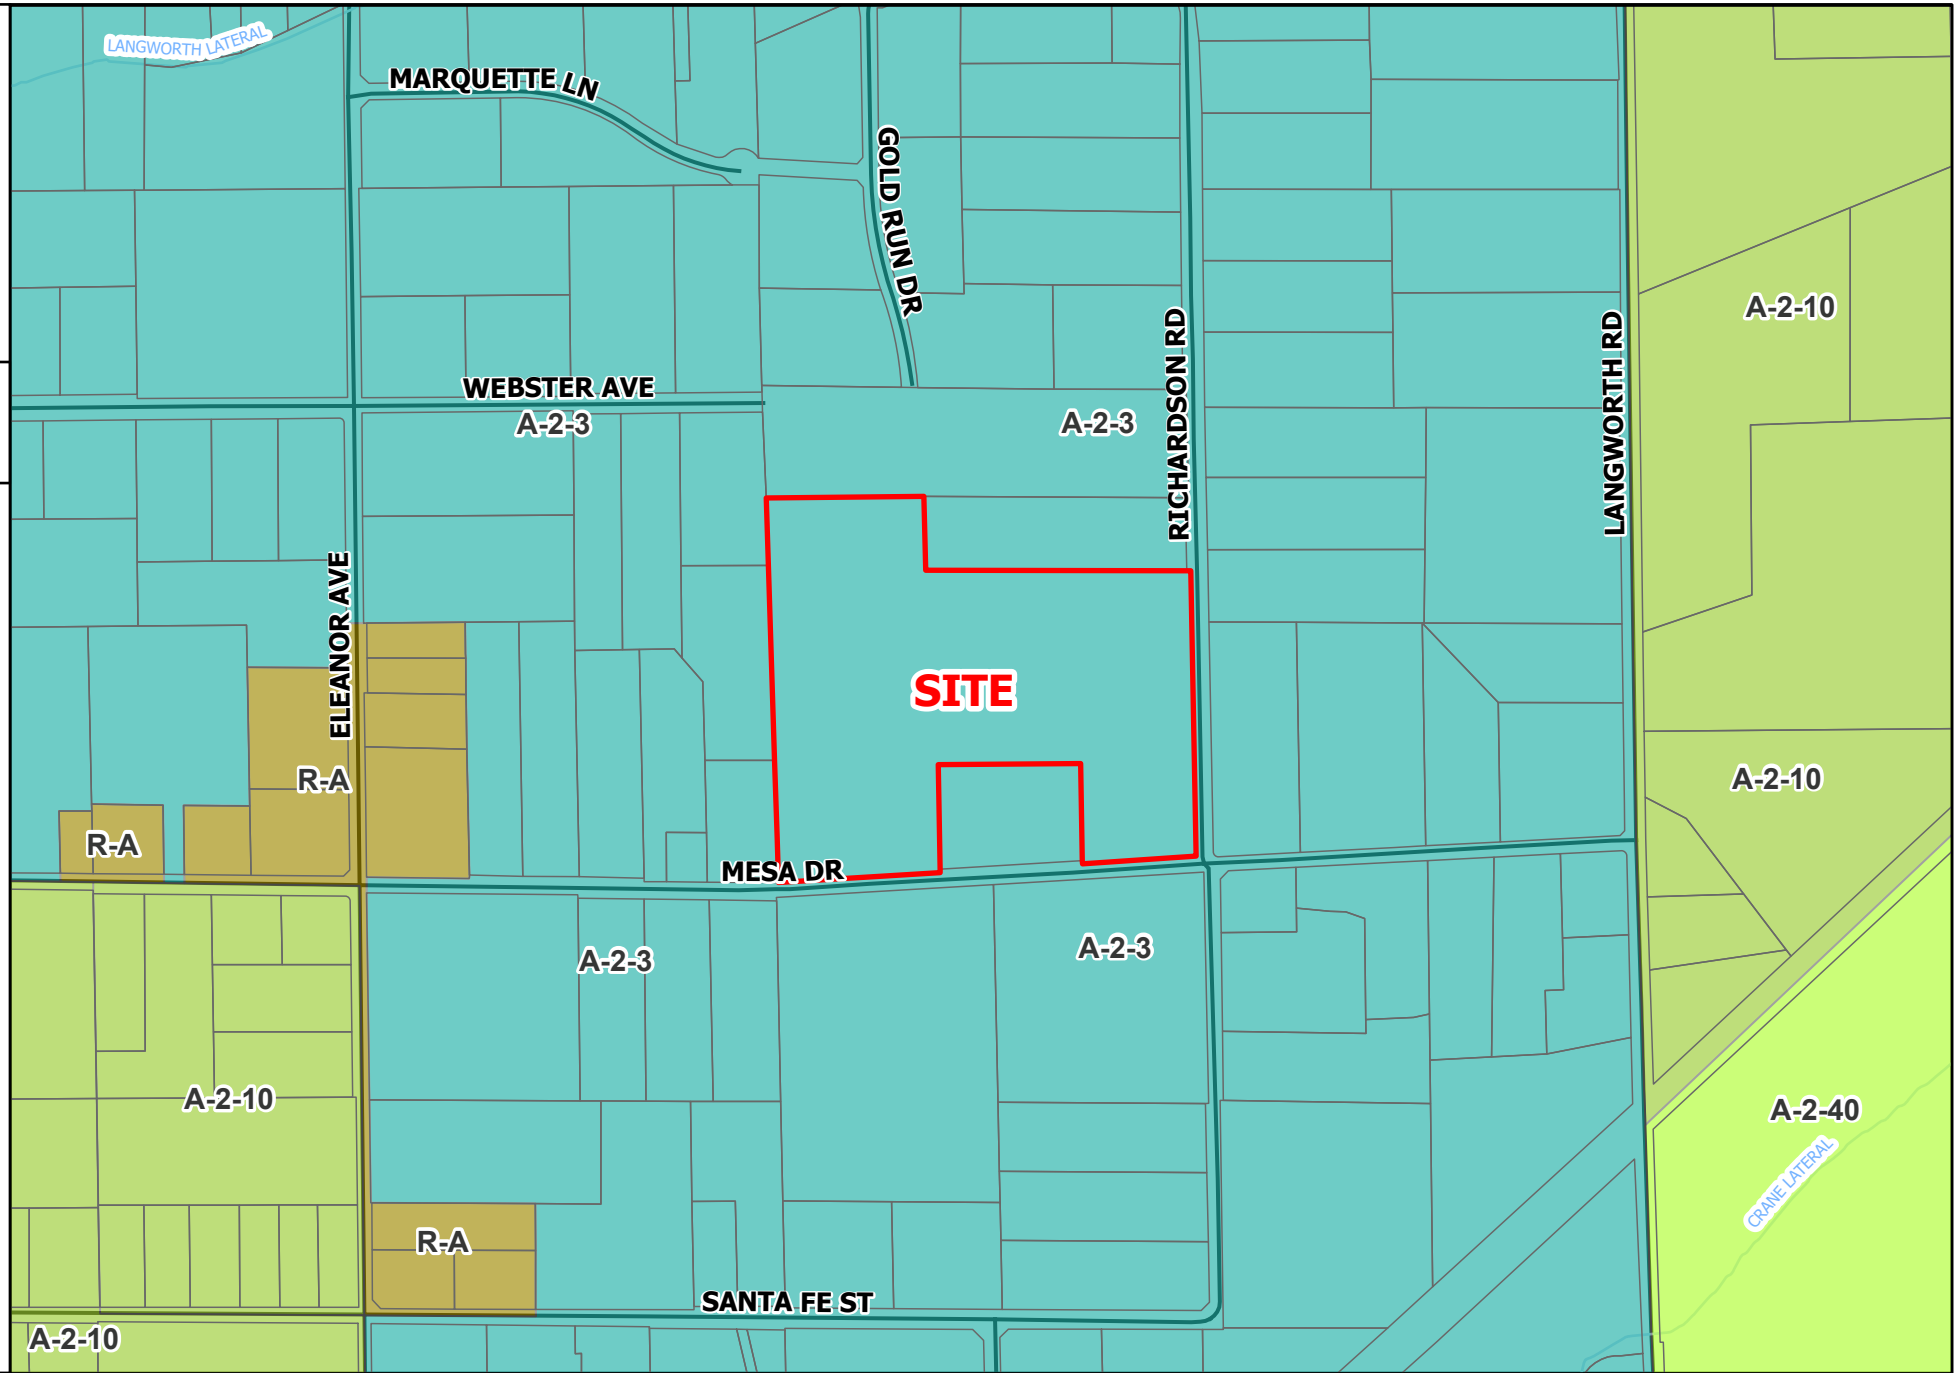 LANGWORTH LATERAL
MARQUETTE LN
GOLD RUN DR
A-2-10
RICHARDSON RD
LANGWORTH RD
WEBSTER AVE
A-2-3
A-2-3
ELEANOR AVE
SITE
R-A
A-2-10
R-A
MESA DR
A-2-3
A-2-3
A-2-10
A-2-40
CRANE LATERAL
R-A
SANTA FE ST
A-2-10